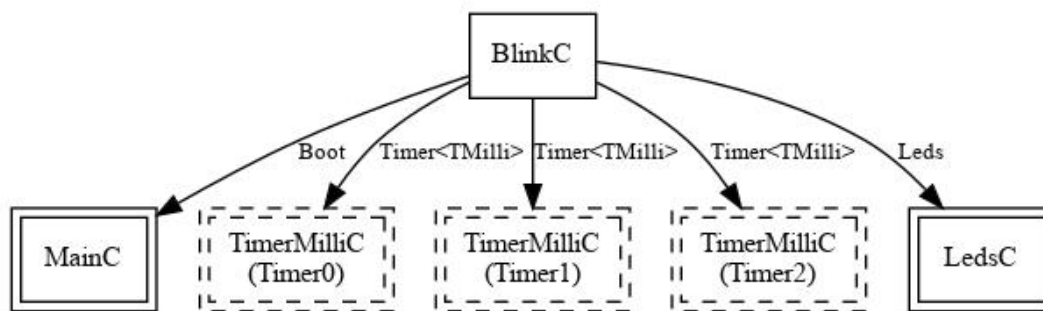 BlinkC
Boot
Timer<TMilli>
Timer<TMilli>
Timer<TMilli>
Leds
MainC
TimerMilliC
(Timer0)
TimerMilliC
(Timer1)
TimerMilliC
(Timer2)
LedsC